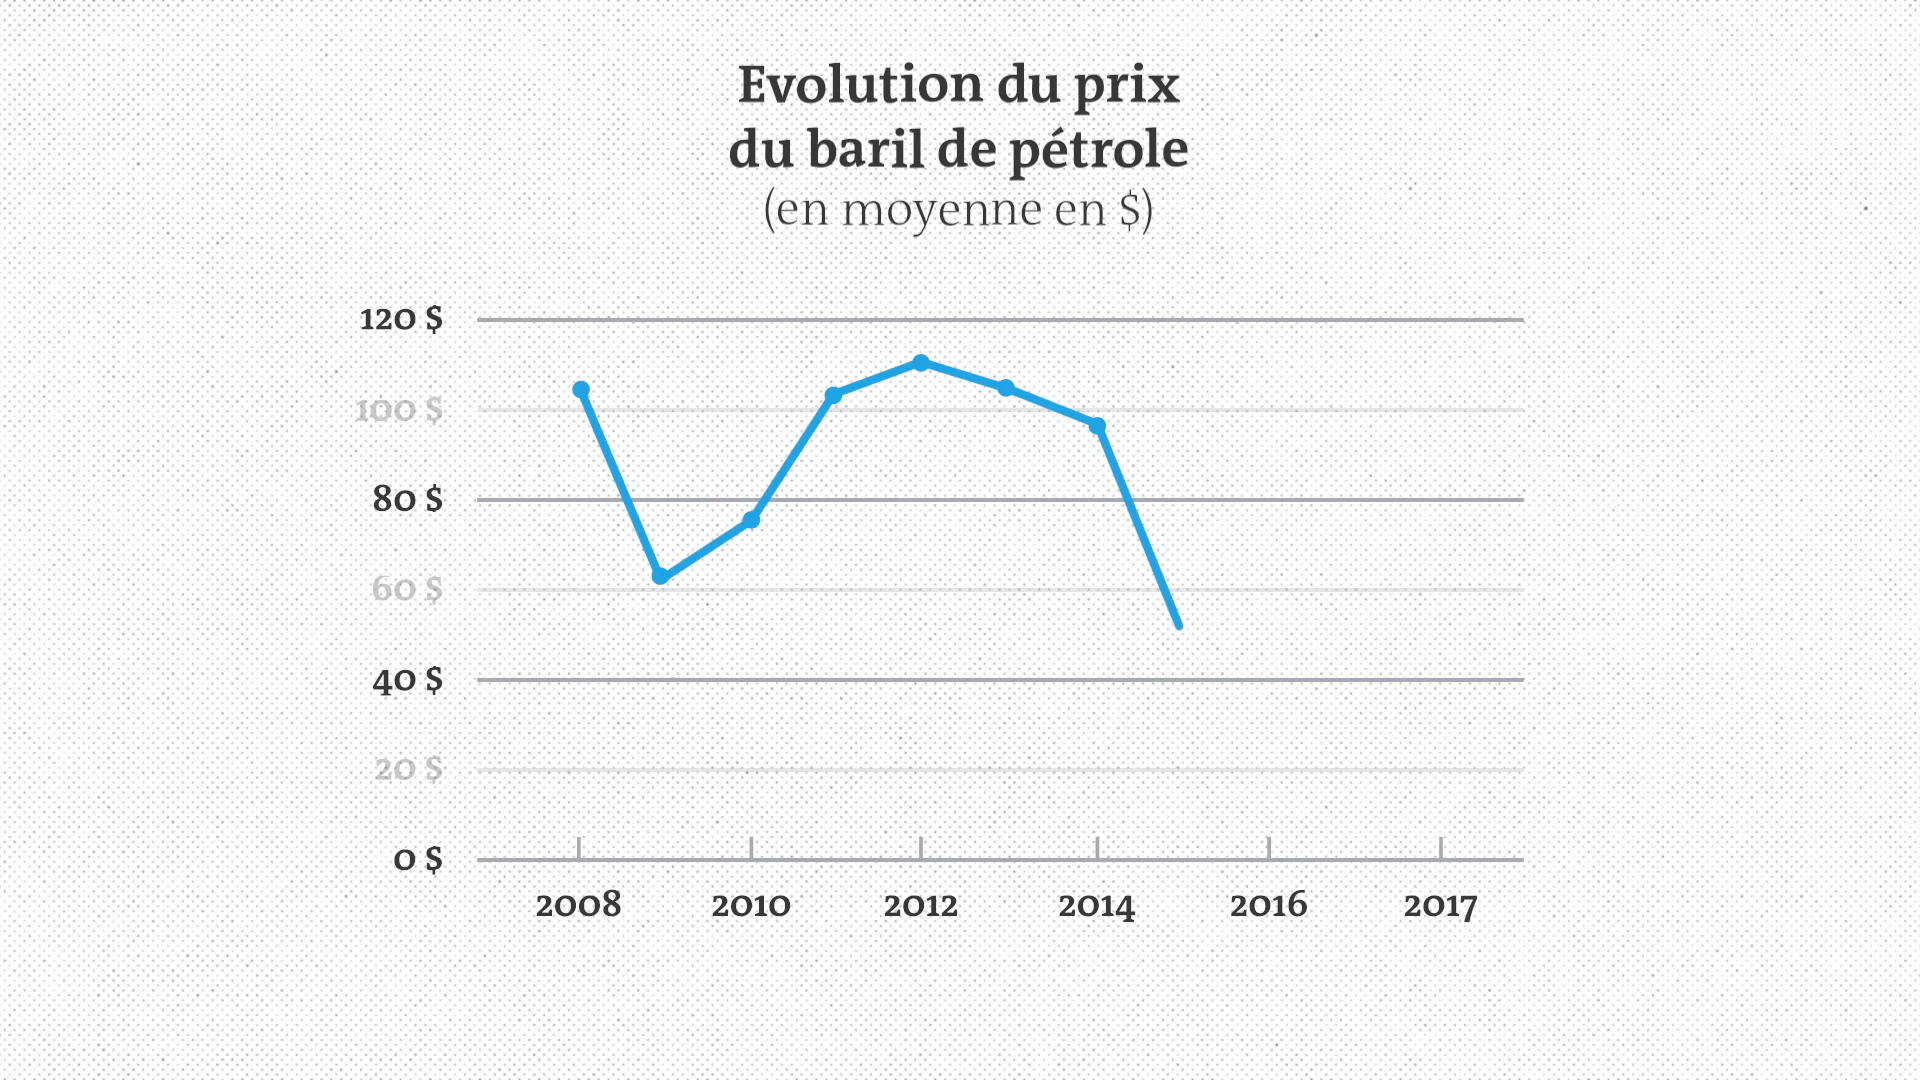 Evolution du prix
du baril de pétrole
(en moyenne en $)
120 $
100 $
80 $
60 $
40 $
20 $
0 $
2008 2010 2012 2014 2016 2017